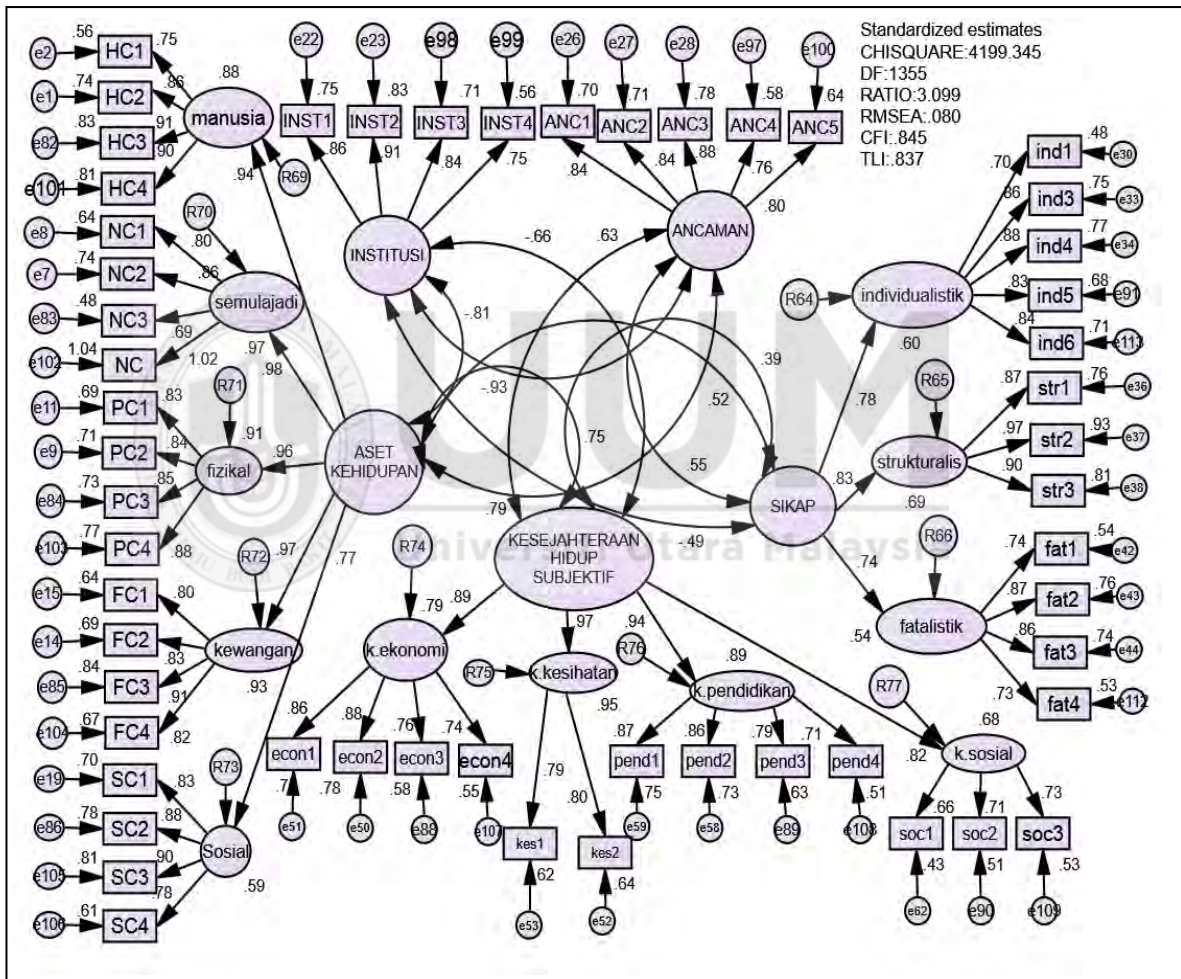 Standardized estimates
CHISQUARE:4199.345
DF:1355
RATIO:3.099
RMSEA:.080
CFI:.845
TLI:.837
e2 .56 HC1 .75
e1 .74 HC2 .86
e82 .83 HC3 .91
e101 .81 HC4 .90
.88
manusia
R69
.94
e8 .64 NC1 .80
e7 .74 NC2 .86
e83 .48 NC3 .69
e102 1.04 NC 1.02
R70
semulajadi
.97
.98
e11 .69 PC1 .83
e9 .71 PC2 .84
e84 .73 PC3 .85
e103 .77 PC4 .88
R71
.91
fizikal
.96
e15 .64 FC1 .80
e14 .69 FC2 .83
e85 .84 FC3 .91
e104 .67 FC4 .82
R72
.97
kewangan
.93
e19 .70 SC1 .83
e86 .78 SC2 .88
e105 .81 SC3 .90
e106 .61 SC4 .78
R73
.77
Sosial
.59
e22 e23 e98 e99 e26 e27 e28 e97 e100
.75 .83 .71 .56 .70 .71 .78 .58 .64
INST1 INST2 INST3 INST4 ANC1 ANC2 ANC3 ANC4 ANC5
.86 .91 .84 .75 .84 .84 .88 .76 .80
INSTITUSI
ANCAMAN
-.66 .63
-.81
.39
-.93 .52
.75
.55
.79
-.49
ASET
KEHIDUPAN
SIKAP
KESEJAHTERAAN
HIDUP
SUBJEKTIF
UUM
Universiti Utara Malaysia
.70 ind1 .48 e30
.86 ind3 .75 e33
.88 ind4 .77 e34
.83 ind5 .68 e91
.84 ind6 .71 e113
R64
individualistik
.60
.78
.87 str1 .76 e36
.97 str2 .93 e37
.90 str3 .81 e38
R65
strukturalis
.83
.69
.74 fat1 .54 e42
.87 fat2 .76 e43
.86 fat3 .74 e44
.73 fat4 .53 e112
R66
.74
fatalistik
.54
R74
.79 .89
k.ekonomi
.86 .88 .76 .74
econ1 econ2 econ3 econ4
.78 .58 .55
e51 e50 e88 e107
.97
R75
k.kesihatan
.95
.79 .80
kes1 kes2
.62 .64
e53 e52
.94
R76
.89
k.pendidikan
.87 .86 .79 .71
pend1 pend2 pend3 pend4
.75 .73 .63 .51
e59 e58 e89 e108
R77
.68
.82
k.sosial
.66 .71 .73
soc1 soc2 soc3
.43 .51 .53
e62 e90 e109